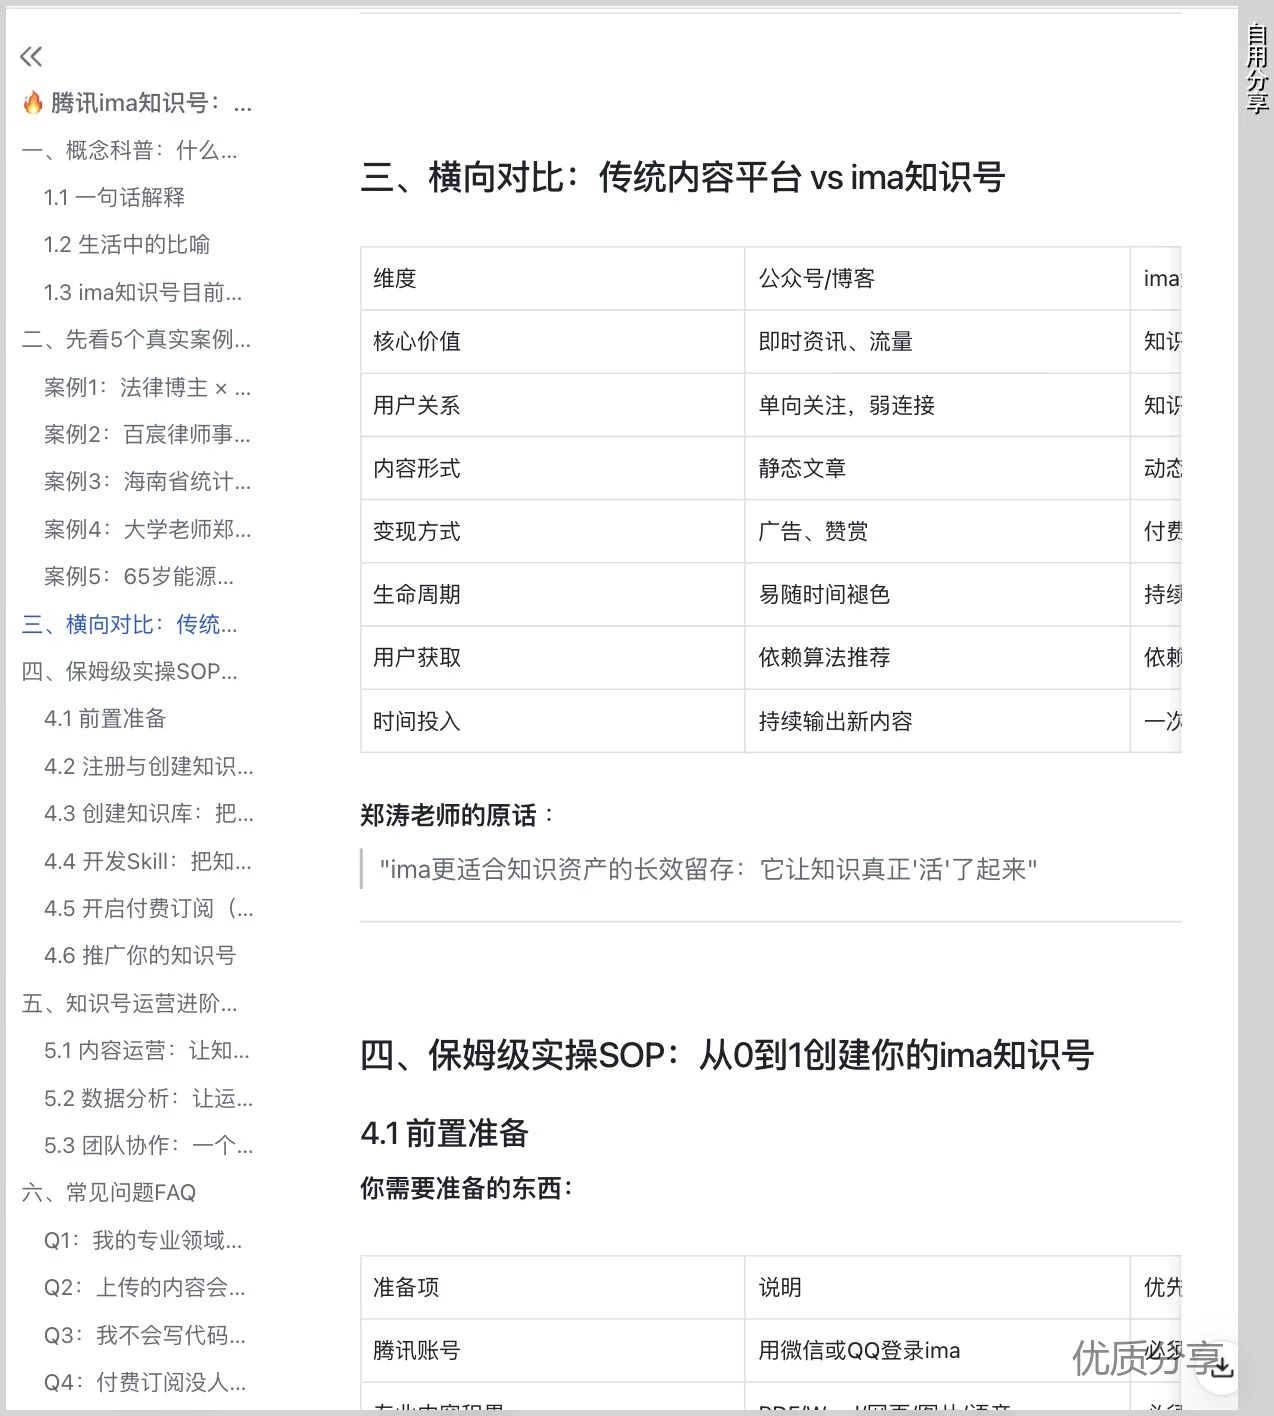 自用分享
🔥 腾讯ima知识号：...
一、概念科普：什么...
1.1 一句话解释
1.2 生活中的比喻
1.3 ima知识号目前...
二、先看5个真实案例...
案例1：法律博主 × ...
案例2：百宸律师事...
案例3：海南省统计...
案例4：大学老师郑...
案例5：65岁能源...
三、横向对比：传统...
四、保姆级实操SOP...
4.1 前置准备
4.2 注册与创建知识...
4.3 创建知识库：把...
4.4 开发Skill：把知...
4.5 开启付费订阅（...
4.6 推广你的知识号
五、知识号运营进阶...
5.1 内容运营：让知...
5.2 数据分析：让运...
5.3 团队协作：一个...
六、常见问题FAQ
Q1：我的专业领域...
Q2：上传的内容会...
Q3：我不会写代码...
Q4：付费订阅没人...
三、横向对比：传统内容平台 vs ima知识号
维度 公众号/博客 ima
核心价值 即时资讯、流量 知识
用户关系 单向关注，弱连接 知识
内容形式 静态文章 动态
变现方式 广告、赞赏 付费
生命周期 易随时间褪色 持续
用户获取 依赖算法推荐 依赖
时间投入 持续输出新内容 一次
郑涛老师的原话：
"ima更适合知识资产的长效留存：它让知识真正'活'了起来"
四、保姆级实操SOP：从0到1创建你的ima知识号
4.1 前置准备
你需要准备的东西：
准备项 说明 优先
腾讯账号 用微信或QQ登录ima 必须
优质分享